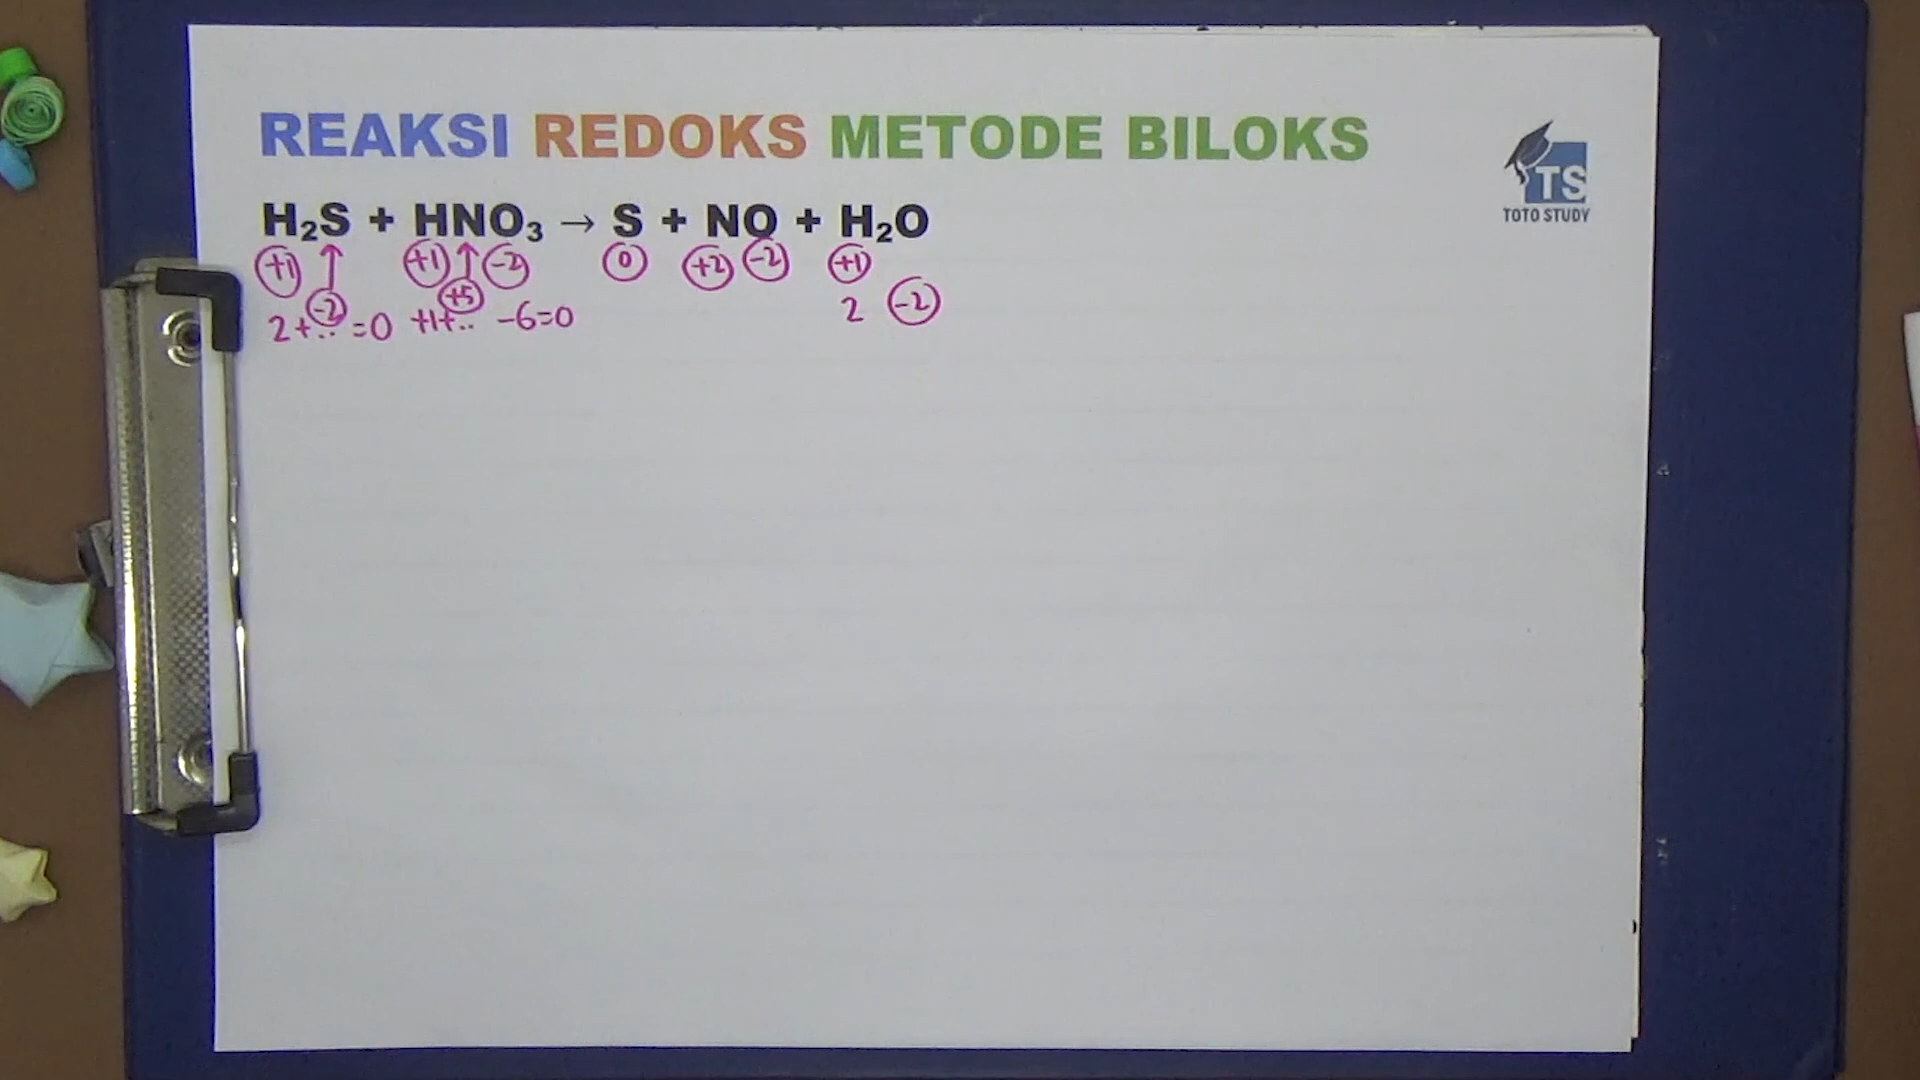 REAKSI REDOKS METODE BILOKS
TS
TOTO STUDY
H₂S + HNO₃ → S + NO + H₂O
+1 +1 -2 0 +2 -2 +1
-2 +5 2 -2
2+.. =0 +1+.. -6=0